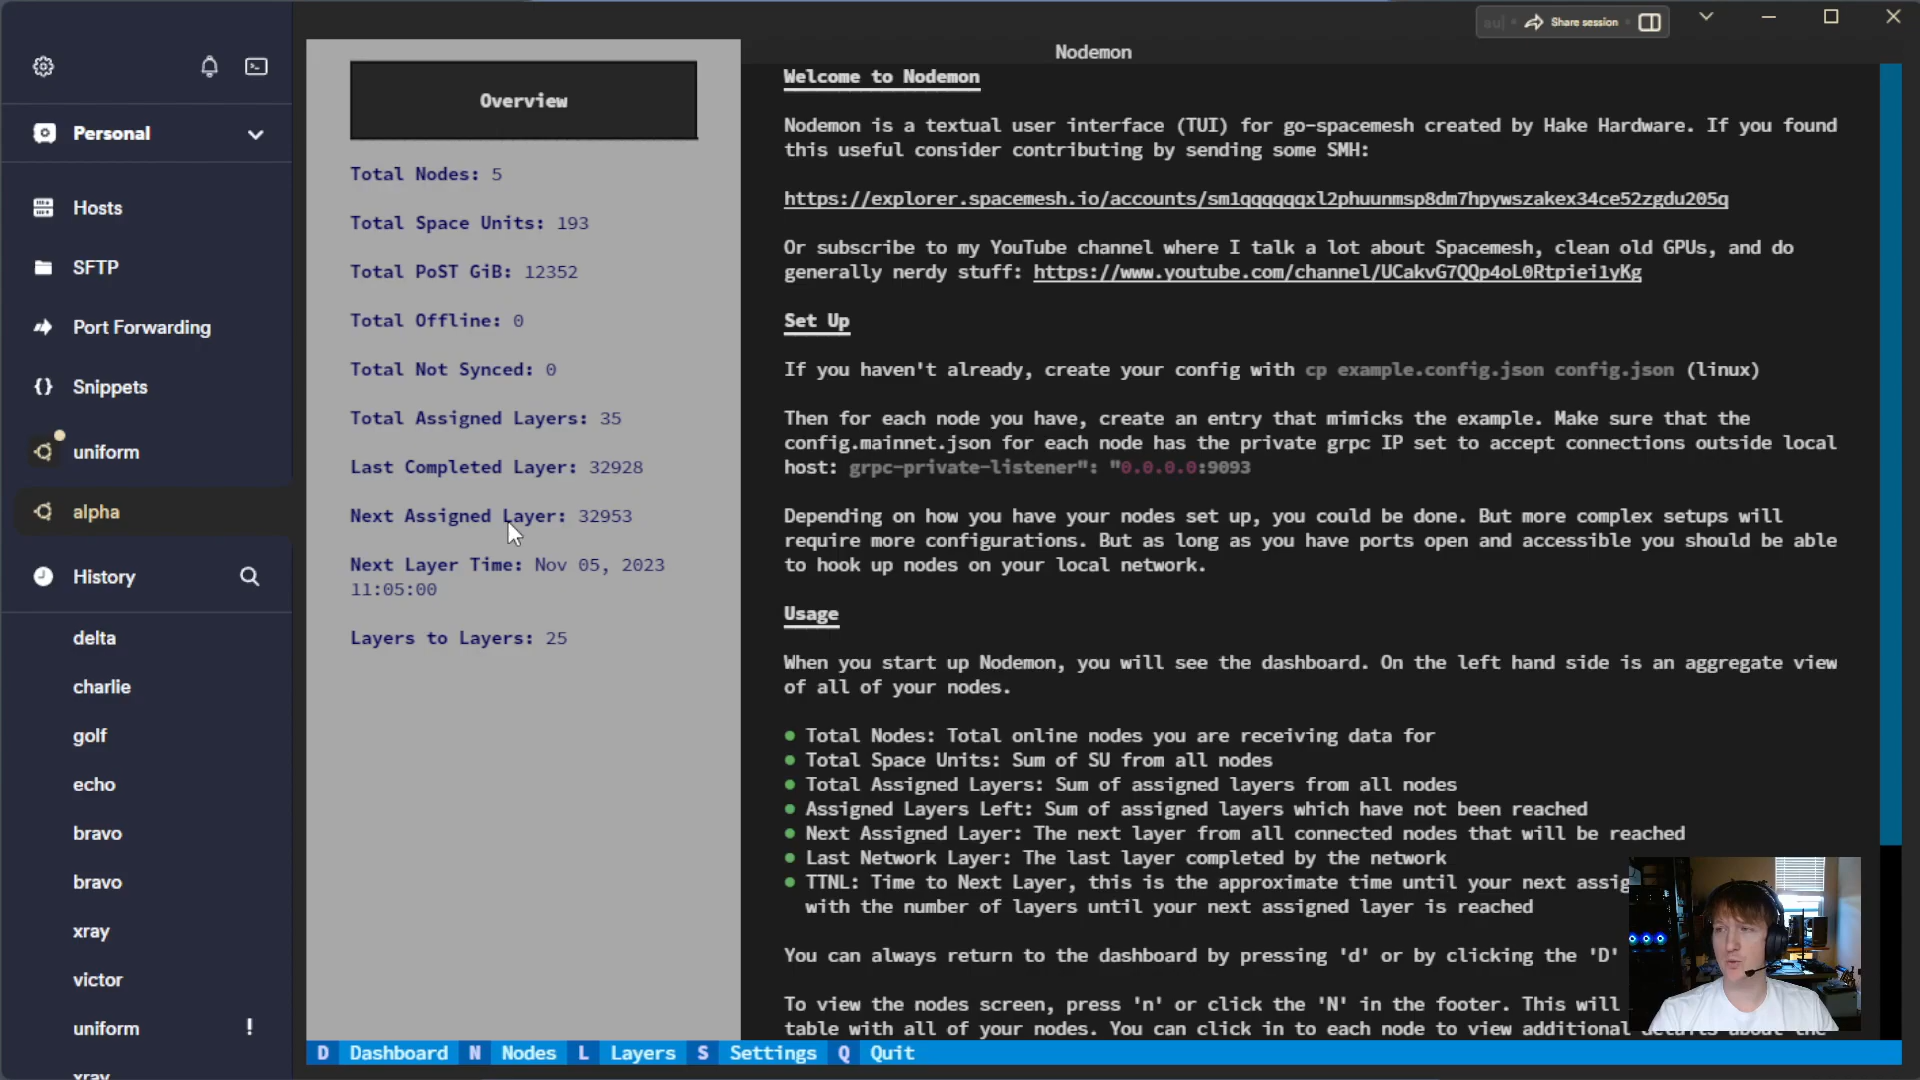 Share session
Personal
Hosts
SFTP
Port Forwarding
Snippets
uniform
alpha
History
delta
charlie
golf
echo
bravo
bravo
xray
victor
uniform !
xray
Overview
Total Nodes: 5
Total Space Units: 193
Total PoST GiB: 12352
Total Offline: 0
Total Not Synced: 0
Total Assigned Layers: 35
Last Completed Layer: 32928
Next Assigned Layer: 32953
Next Layer Time: Nov 05, 2023
11:05:00
Layers to Layers: 25
Nodemon
Welcome to Nodemon
Nodemon is a textual user interface (TUI) for go-spacemesh created by Hake Hardware. If you found
this useful consider contributing by sending some SMH:
https://explorer.spacemesh.io/accounts/sm1qqqqqqxl2phuunmsp8dm7hpywszakex34ce52zgdu205q
Or subscribe to my YouTube channel where I talk a lot about Spacemesh, clean old GPUs, and do
generally nerdy stuff: https://www.youtube.com/channel/UCakvG7QQp4oL0Rtpiei1yKg
Set Up
If you haven't already, create your config with cp example.config.json config.json (linux)
Then for each node you have, create an entry that mimicks the example. Make sure that the
config.mainnet.json for each node has the private grpc IP set to accept connections outside local
host: grpc-private-listener": "0.0.0.0:9093
Depending on how you have your nodes set up, you could be done. But more complex setups will
require more configurations. But as long as you have ports open and accessible you should be able
to hook up nodes on your local network.
Usage
When you start up Nodemon, you will see the dashboard. On the left hand side is an aggregate view
of all of your nodes.
● Total Nodes: Total online nodes you are receiving data for
● Total Space Units: Sum of SU from all nodes
● Total Assigned Layers: Sum of assigned layers from all nodes
● Assigned Layers Left: Sum of assigned layers which have not been reached
● Next Assigned Layer: The next layer from all connected nodes that will be reached
● Last Network Layer: The last layer completed by the network
● TTNL: Time to Next Layer, this is the approximate time until your next assig
with the number of layers until your next assigned layer is reached
You can always return to the dashboard by pressing 'd' or by clicking the 'D'
To view the nodes screen, press 'n' or click the 'N' in the footer. This will
table with all of your nodes. You can click in to each node to view additional details about the
D Dashboard N Nodes L Layers S Settings Q Quit